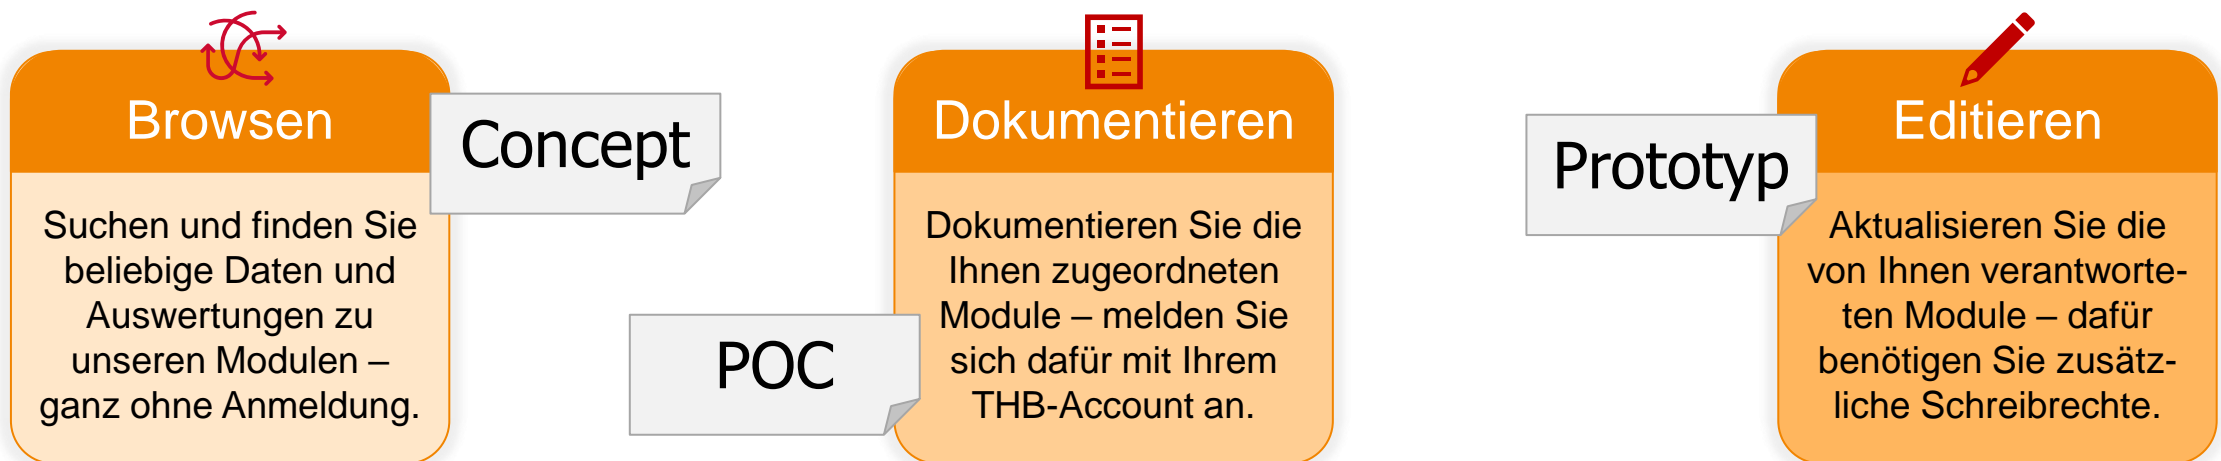 Browsen
Suchen und finden Sie
beliebige Daten und
Auswertungen zu
unseren Modulen –
ganz ohne Anmeldung.
Concept
POC
Dokumentieren
Dokumentieren Sie die
Ihnen zugeordneten
Module – melden Sie
sich dafür mit Ihrem
THB-Account an.
Prototyp
Editieren
Aktualisieren Sie die
von Ihnen verantworte-
ten Module – dafür
benötigen Sie zusätz-
liche Schreibrechte.